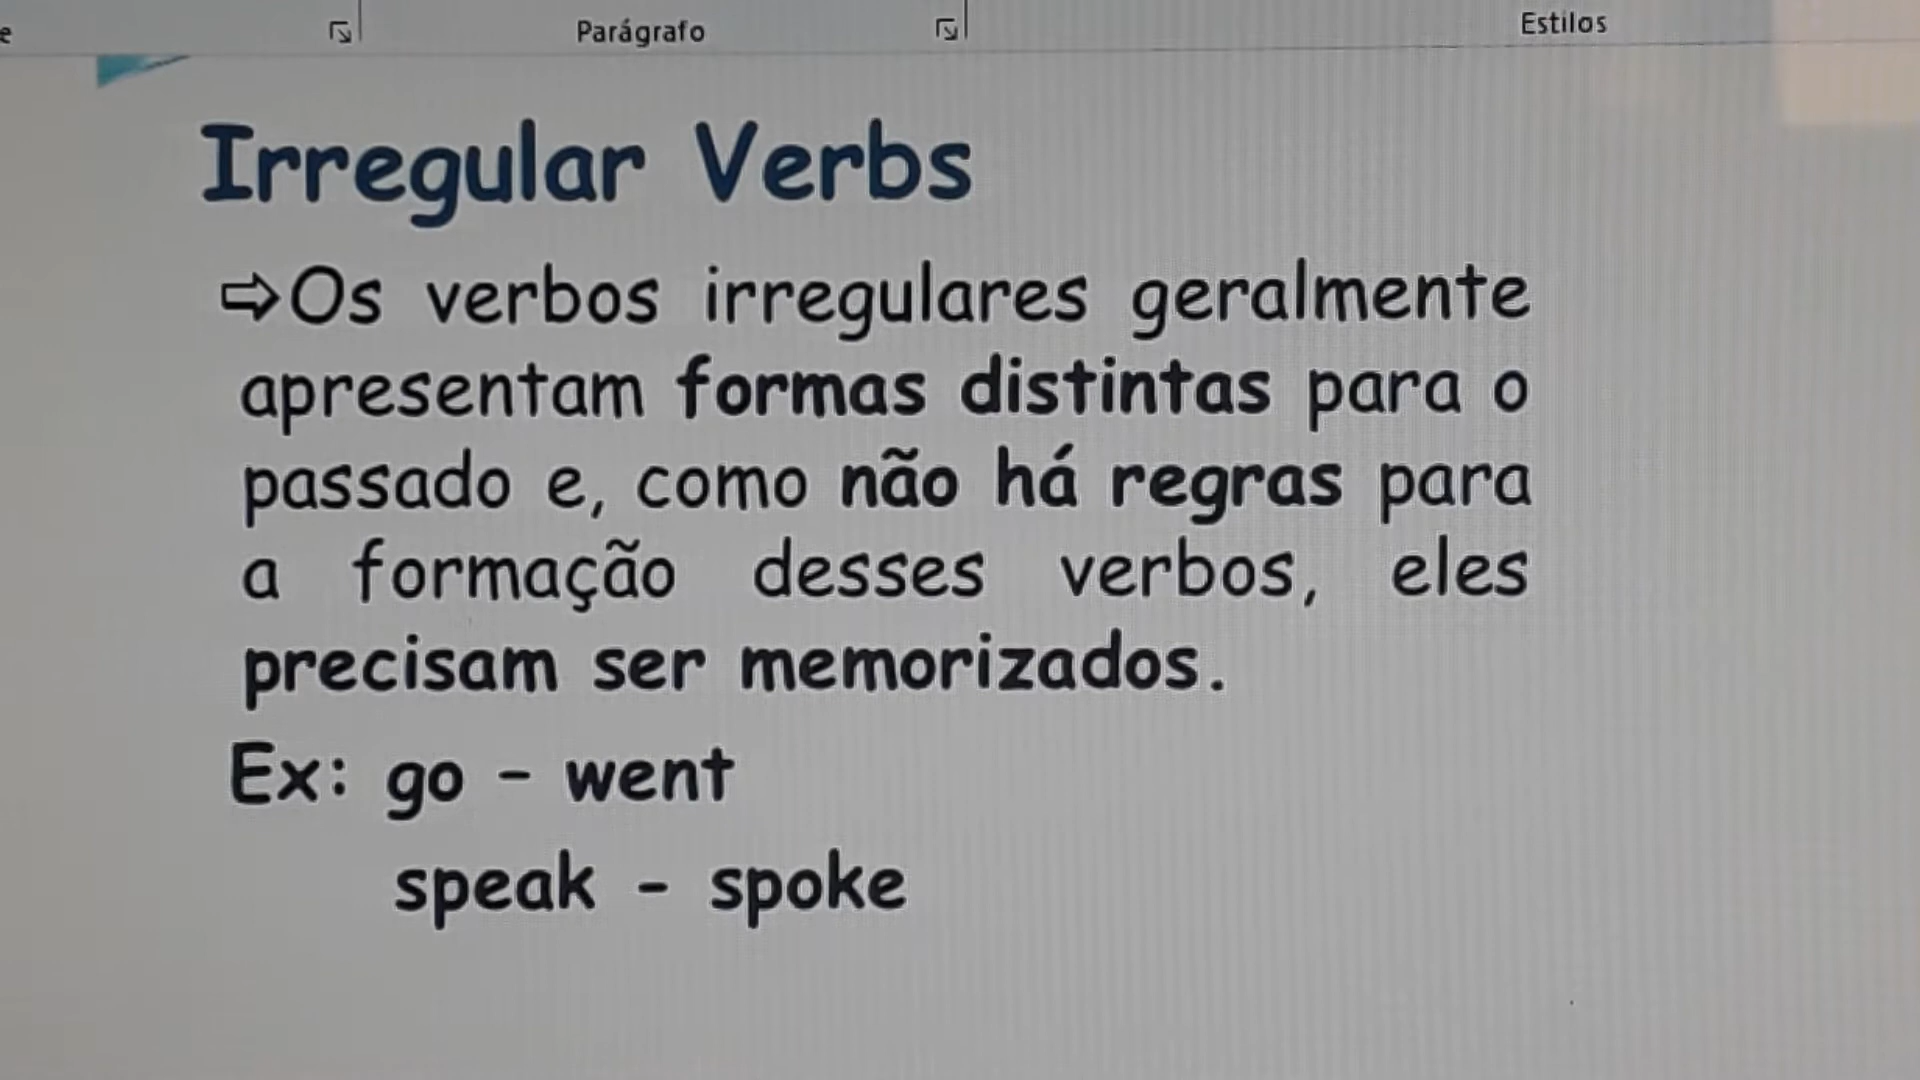 Parágrafo
Estilos
Irregular Verbs
⇨Os verbos irregulares geralmente
apresentam formas distintas para o
passado e, como não há regras para
a formação desses verbos, eles
precisam ser memorizados.
Ex: go - went
speak - spoke